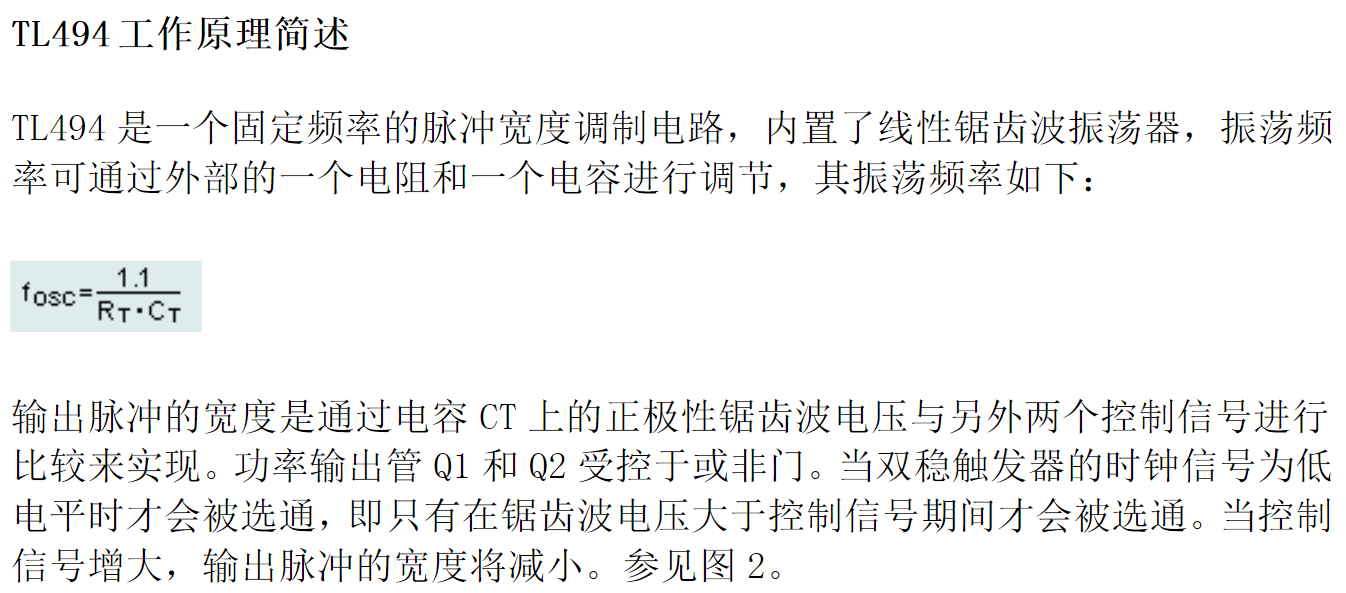 TL494 工作原理简述
TL494 是一个固定频率的脉冲宽度调制电路，内置了线性锯齿波振荡器，振荡频
率可通过外部的一个电阻和一个电容进行调节，其振荡频率如下：
fosc=1.1/(RT·CT)
输出脉冲的宽度是通过电容 CT 上的正极性锯齿波电压与另外两个控制信号进行
比较来实现。功率输出管 Q1 和 Q2 受控于或非门。当双稳触发器的时钟信号为低
电平时才会被选通，即只有在锯齿波电压大于控制信号期间才会被选通。当控制
信号增大，输出脉冲的宽度将减小。参见图 2。